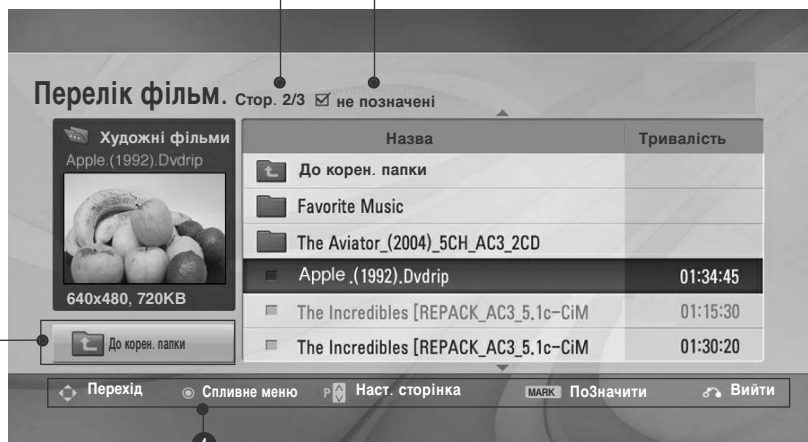 Перелік фільм. Стор. 2/3 ☑ не позначені
Художні фільми
Apple.(1992).Dvdrip
640x480, 720KB
До корен. папки
Назва Тривалість
До корен. папки
Favorite Music
The Aviator_(2004)_5CH_AC3_2CD
Apple .(1992).Dvdrip 01:34:45
The Incredibles [REPACK_AC3_5.1c-CiM 01:15:30
The Incredibles [REPACK_AC3_5.1c-CiM 01:30:20
Перехід Спливне меню P Наст. сторінка MARK ПоЗначити Вийти